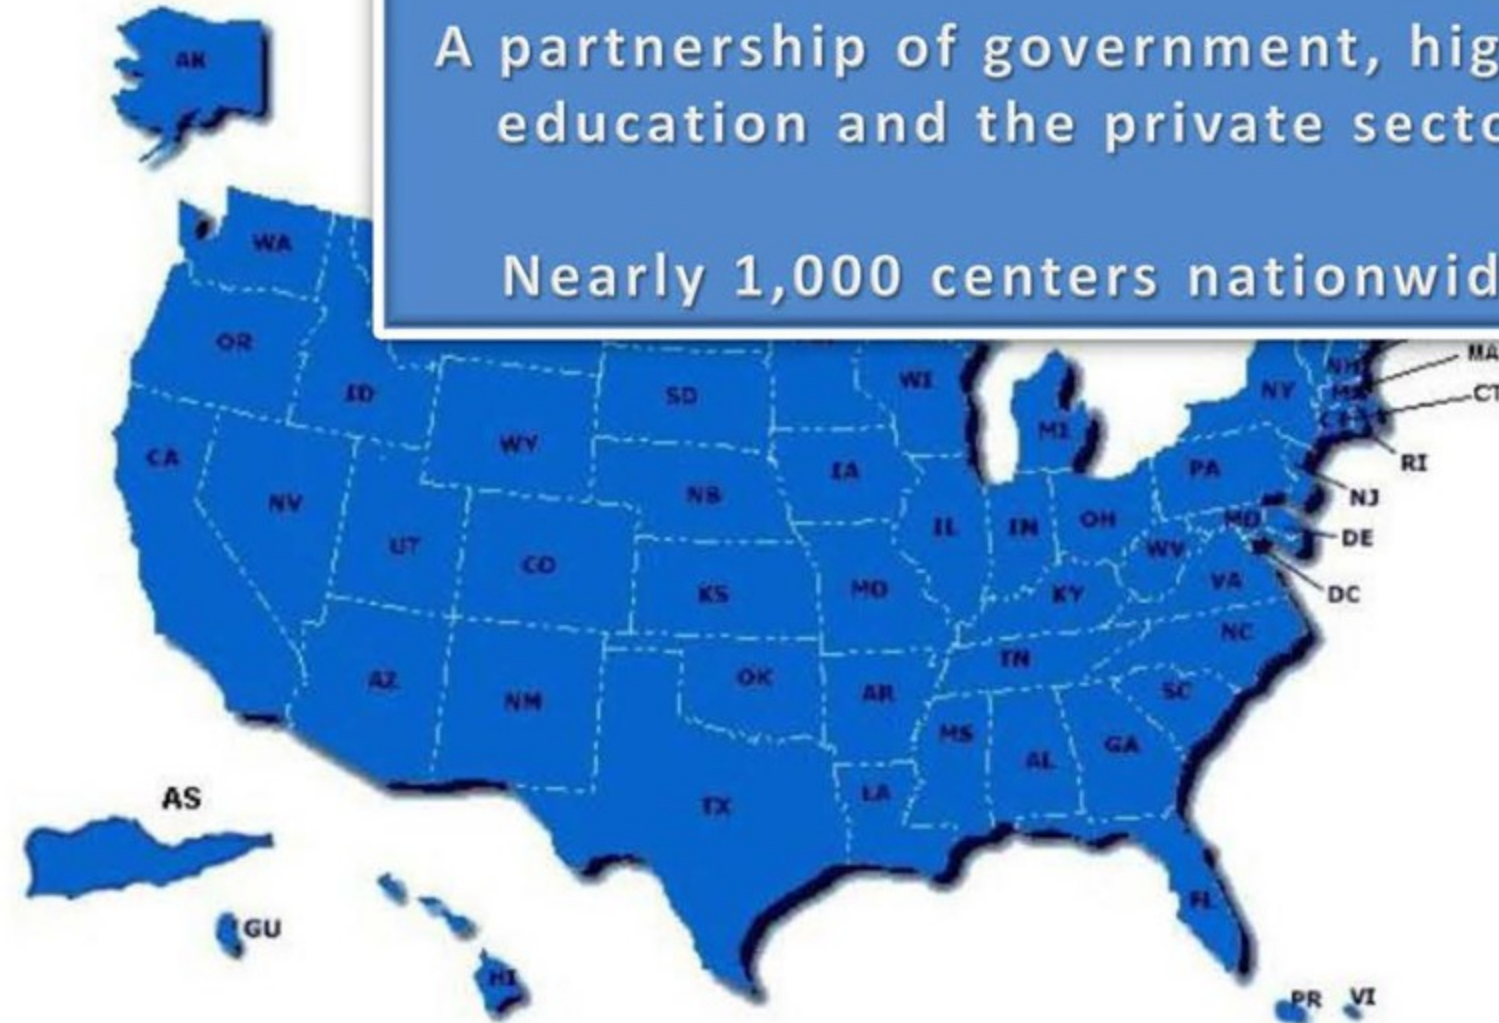 AK
A partnership of government, hig
education and the private secto
Nearly 1,000 centers nationwid
WA
OR
ID
WY
SD
WI
MI
NY
NH
MA
MA
CT
RI
CA
NV
UT
CO
NB
KS
IA
MO
IL
IN
OH
PA
NJ
MD
DE
DC
WV
VA
KY
NC
TN
SC
AZ
NM
OK
AR
TX
LA
MS
AL
GA
FL
AS
GU
HI
PR
VI